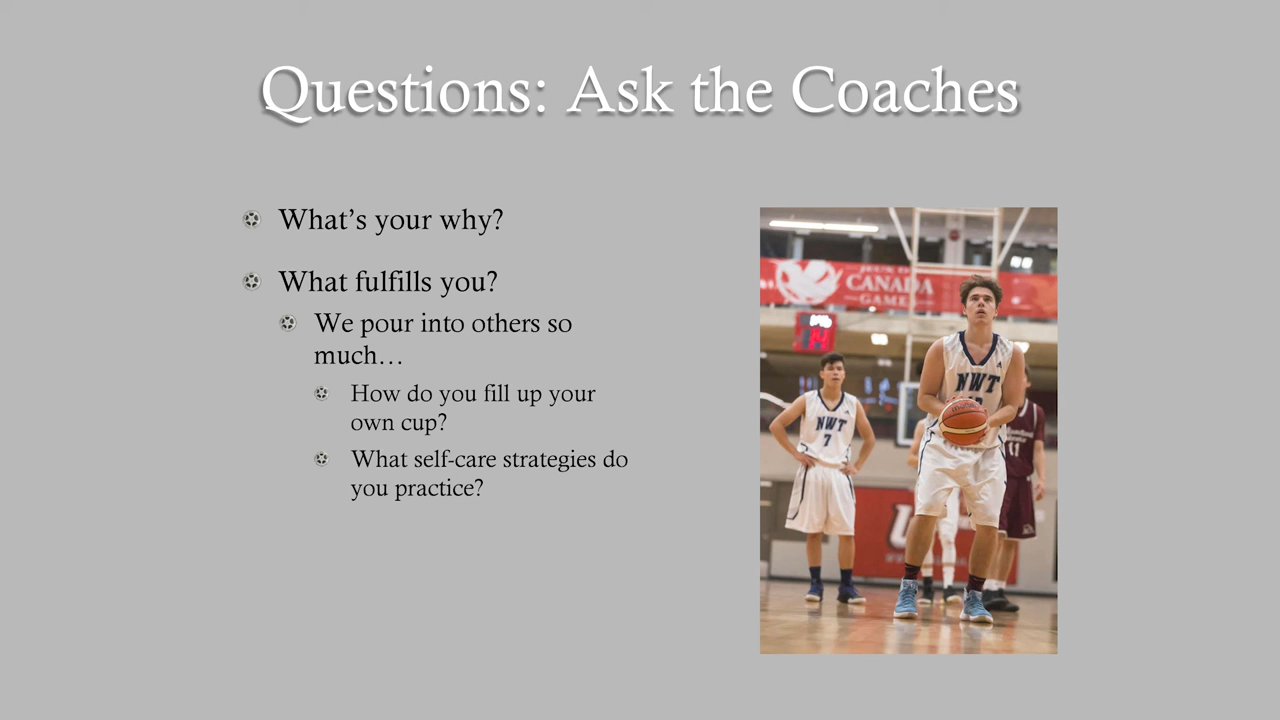 Questions: Ask the Coaches
What's your why?
What fulfills you?
We pour into others so
much…
How do you fill up your
own cup?
What self-care strategies do
you practice?
CANADA
NWT
NWT
7
11